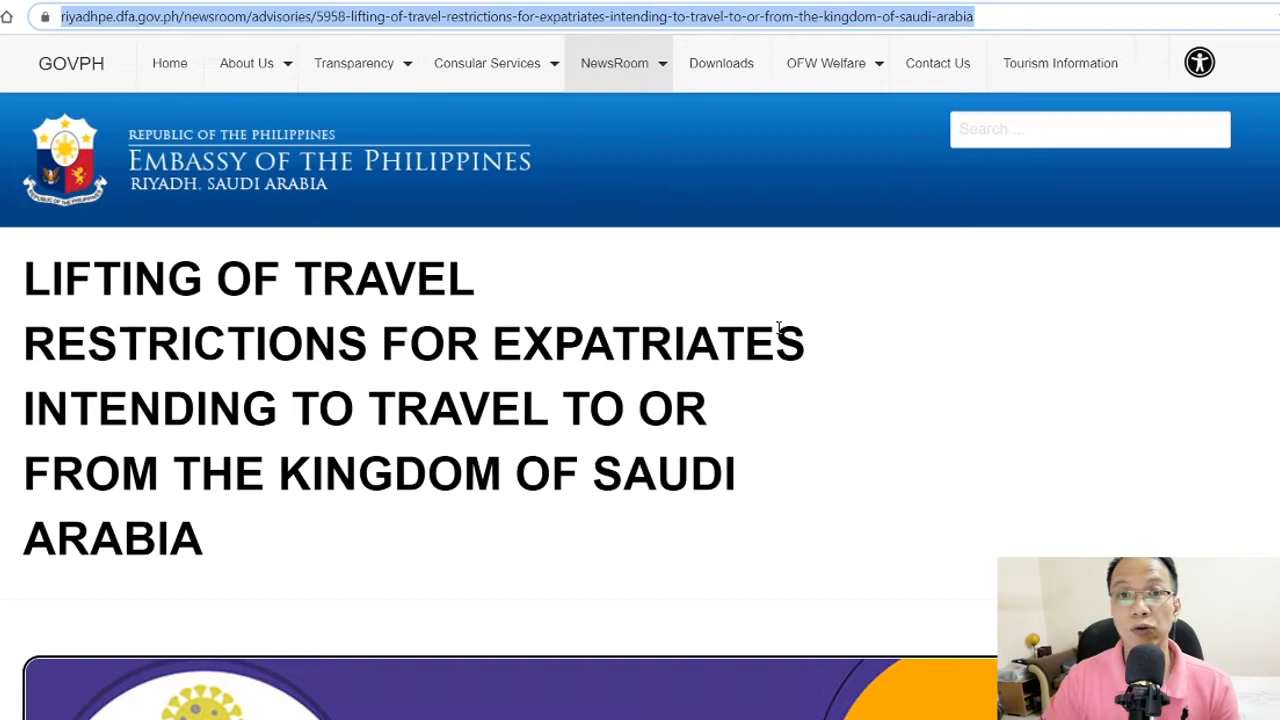 riyadhpe.dfa.gov.ph/newsroom/advisories/5958-lifting-of-travel-restrictions-for-expatriates-intending-to-travel-to-or-from-the-kingdom-of-saudi-arabia
GOVPH Home About Us Transparency Consular Services NewsRoom Downloads OFW Welfare Contact Us Tourism Information
REPUBLIC OF THE PHILIPPINES
EMBASSY OF THE PHILIPPINES
RIYADH, SAUDI ARABIA
Search ...
LIFTING OF TRAVEL
RESTRICTIONS FOR EXPATRIATES
INTENDING TO TRAVEL TO OR
FROM THE KINGDOM OF SAUDI
ARABIA